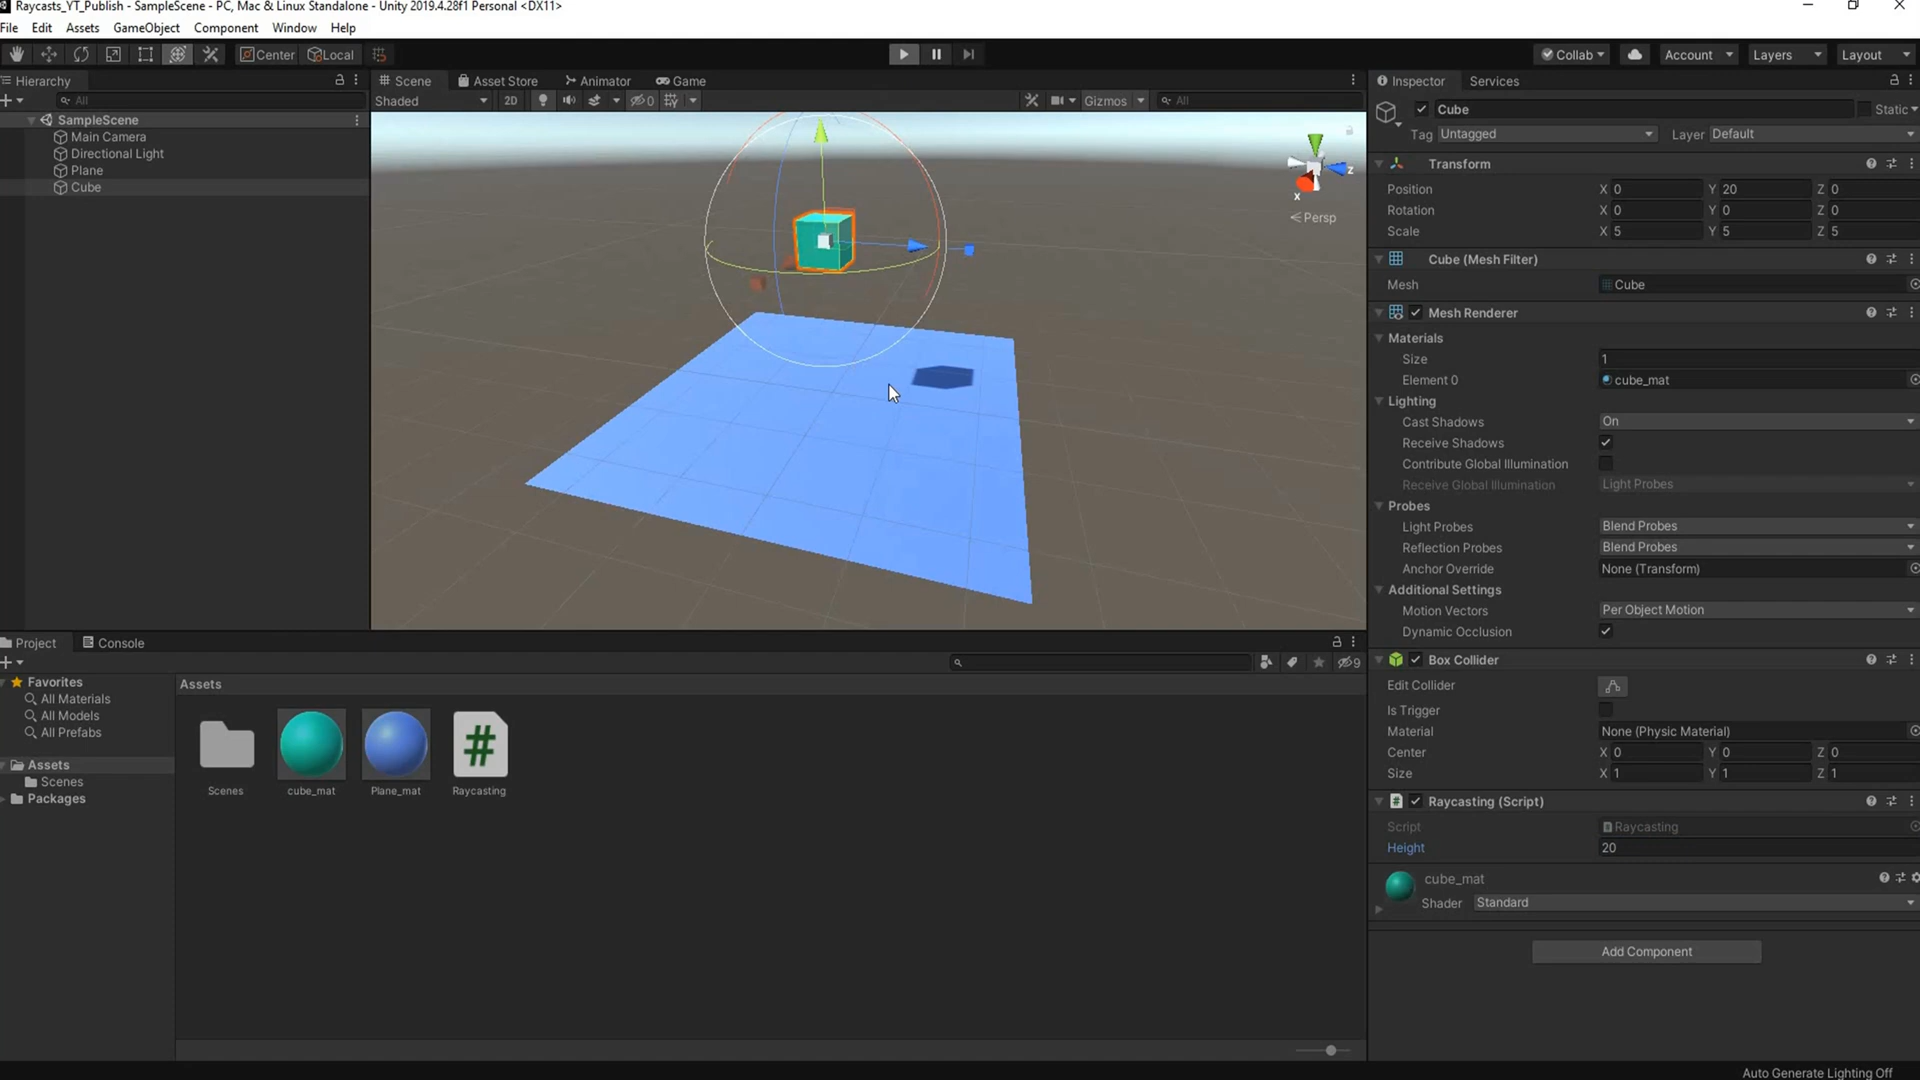 Raycasts_YT_Publish - SampleScene - PC, Mac & Linux Standalone - Unity 2019.4.28f1 Personal <DX11>
File Edit Assets GameObject Component Window Help
Center Local Collab Account Layers Layout
Hierarchy
All
SampleScene
Main Camera
Directional Light
Plane
Cube
Scene Asset Store Animator Game
Shaded 2D 0 Gizmos All
z
x
Persp
Inspector Services
Cube Static
Tag Untagged Layer Default
Transform
Position X 0 Y 20 Z 0
Rotation X 0 Y 0 Z 0
Scale X 5 Y 5 Z 5
Cube (Mesh Filter)
Mesh Cube
Mesh Renderer
Materials
Size 1
Element 0 cube_mat
Lighting
Cast Shadows On
Receive Shadows
Contribute Global Illumination
Receive Global Illumination Light Probes
Probes
Light Probes Blend Probes
Reflection Probes Blend Probes
Anchor Override None (Transform)
Additional Settings
Motion Vectors Per Object Motion
Dynamic Occlusion
Box Collider
Edit Collider
Is Trigger
Material None (Physic Material)
Center X 0 Y 0 Z 0
Size X 1 Y 1 Z 1
Raycasting (Script)
Script Raycasting
Height 20
cube_mat
Shader Standard
Add Component
Project Console
9
Favorites
All Materials
All Models
All Prefabs
Assets
Scenes
Packages
Assets
Scenes cube_mat Plane_mat Raycasting
Auto Generate Lighting Off